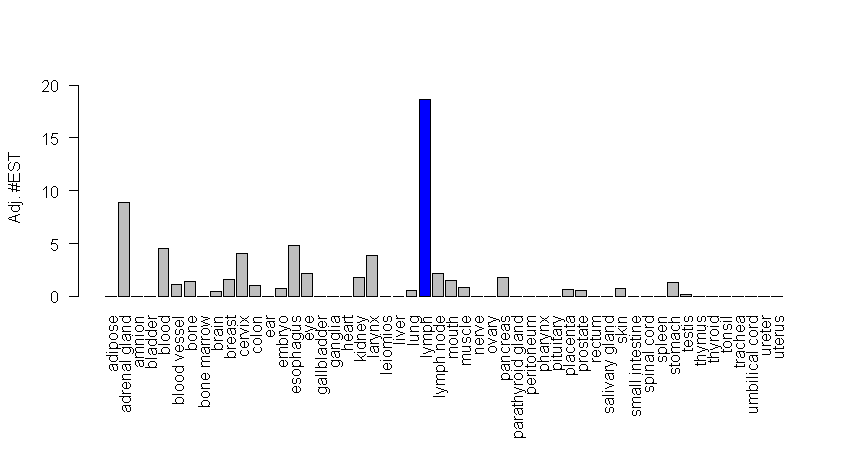 20
15
10
5
0
Adj. #EST
adipose
adrenal gland
amnion
bladder
blood
blood vessel
bone
bone marrow
brain
breast
cervix
colon
ear
embryo
esophagus
eye
gallbladder
ganglia
heart
kidney
larynx
leiomios
liver
lung
lymph
lymph node
mouth
muscle
nerve
ovary
pancreas
parathyroid gland
peritoneum
pharynx
pituitary
placenta
prostate
rectum
salivary gland
skin
small intestine
spinal cord
spleen
stomach
testis
thymus
thyroid
tonsil
trachea
umbilical cord
ureter
uterus